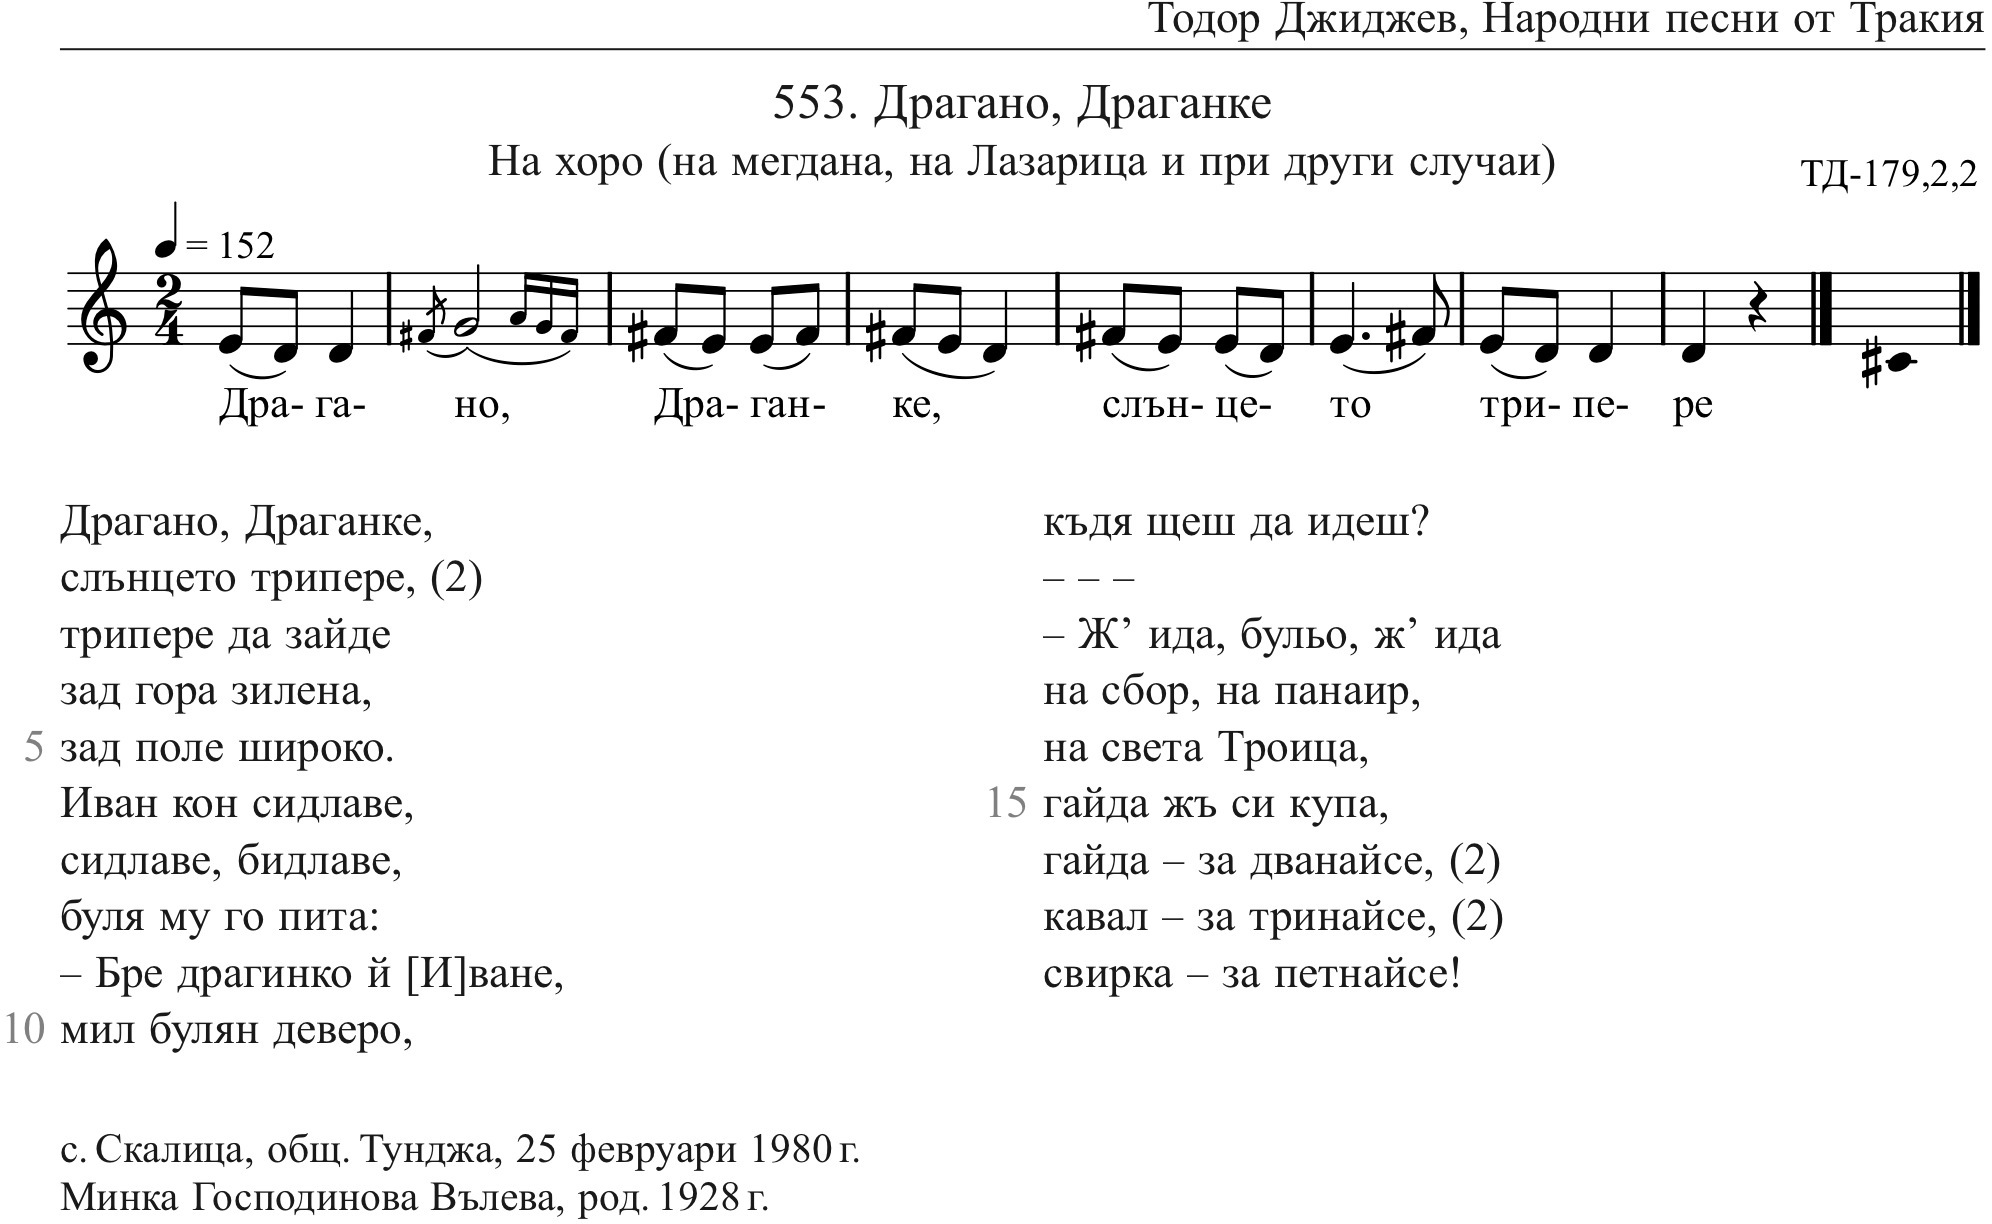 Тодор Джиджев, Народни песни от Тракия
553. Драгано, Драганке
На хоро (на мегдана, на Лазарица и при други случаи)
ТД-179,2,2
= 152
2
4
Дра- га- но, Дра- ган- ке, слън- це- то три- пе- ре
Драгано, Драганке,
слънцето трипере, (2)
трипере да зайде
зад гора зилена,
5 зад поле широко.
Иван кон сидлаве,
сидлаве, бидлаве,
буля му го пита:
– Бре драгинко й [И]ване,
10 мил булян деверо,
къдя щеш да идеш?
– – –
– Ж’ ида, бульо, ж’ ида
на сбор, на панаир,
на света Троица,
15 гайда жъ си купа,
гайда – за дванайсе, (2)
кавал – за тринайсе, (2)
свирка – за петнайсе!
с. Скалица, общ. Тунджа, 25 февруари 1980 г.
Минка Господинова Вълева, род. 1928 г.